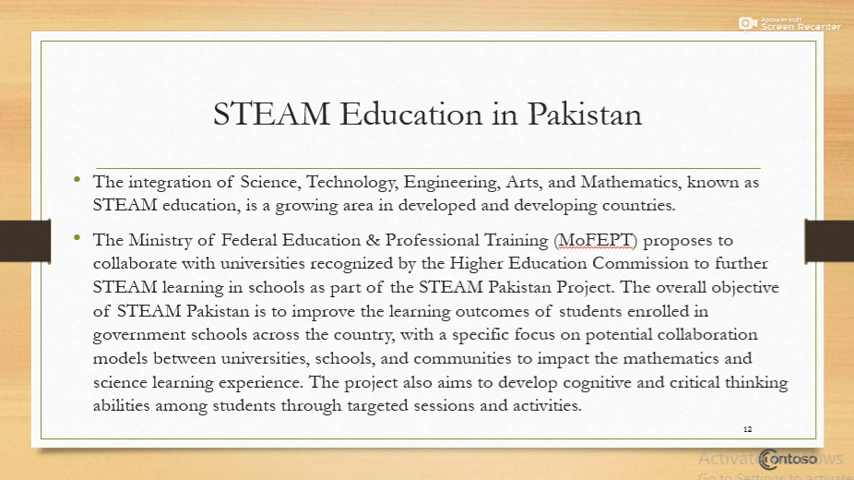 Apowersoft
Screen Recorder
STEAM Education in Pakistan
• The integration of Science, Technology, Engineering, Arts, and Mathematics, known as
STEAM education, is a growing area in developed and developing countries.
• The Ministry of Federal Education & Professional Training (MoFEPT) proposes to
collaborate with universities recognized by the Higher Education Commission to further
STEAM learning in schools as part of the STEAM Pakistan Project. The overall objective
of STEAM Pakistan is to improve the learning outcomes of students enrolled in
government schools across the country, with a specific focus on potential collaboration
models between universities, schools, and communities to impact the mathematics and
science learning experience. The project also aims to develop cognitive and critical thinking
abilities among students through targeted sessions and activities.
12
Contoso
Go to Settings to activate